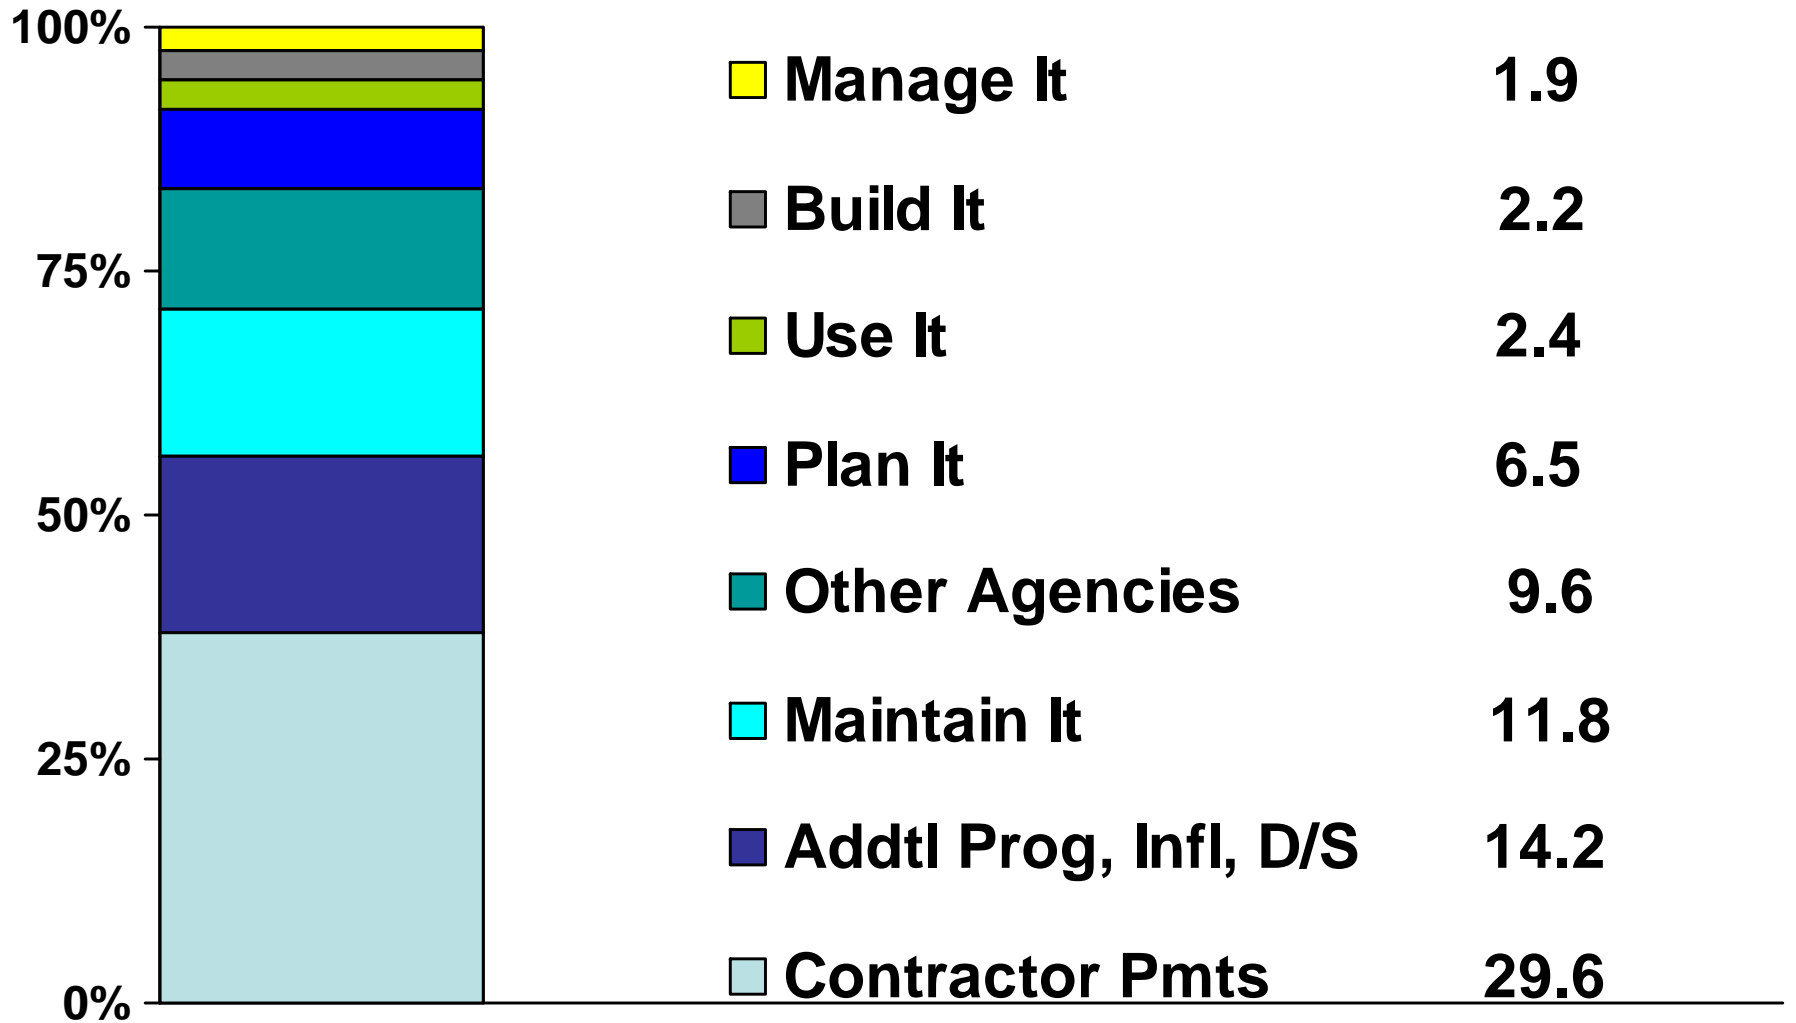 100%
75%
50%
25%
0%
Manage It 1.9
Build It 2.2
Use It 2.4
Plan It 6.5
Other Agencies 9.6
Maintain It 11.8
Addtl Prog, Infl, D/S 14.2
Contractor Pmts 29.6